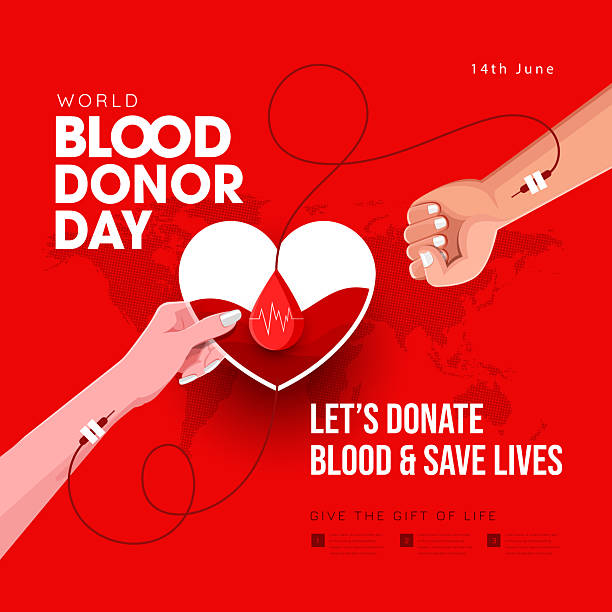 14th June
WORLD
BLOOD
DONOR
DAY
LET'S DONATE
BLOOD & SAVE LIVES
GIVE THE GIFT OF LIFE
1
2
3